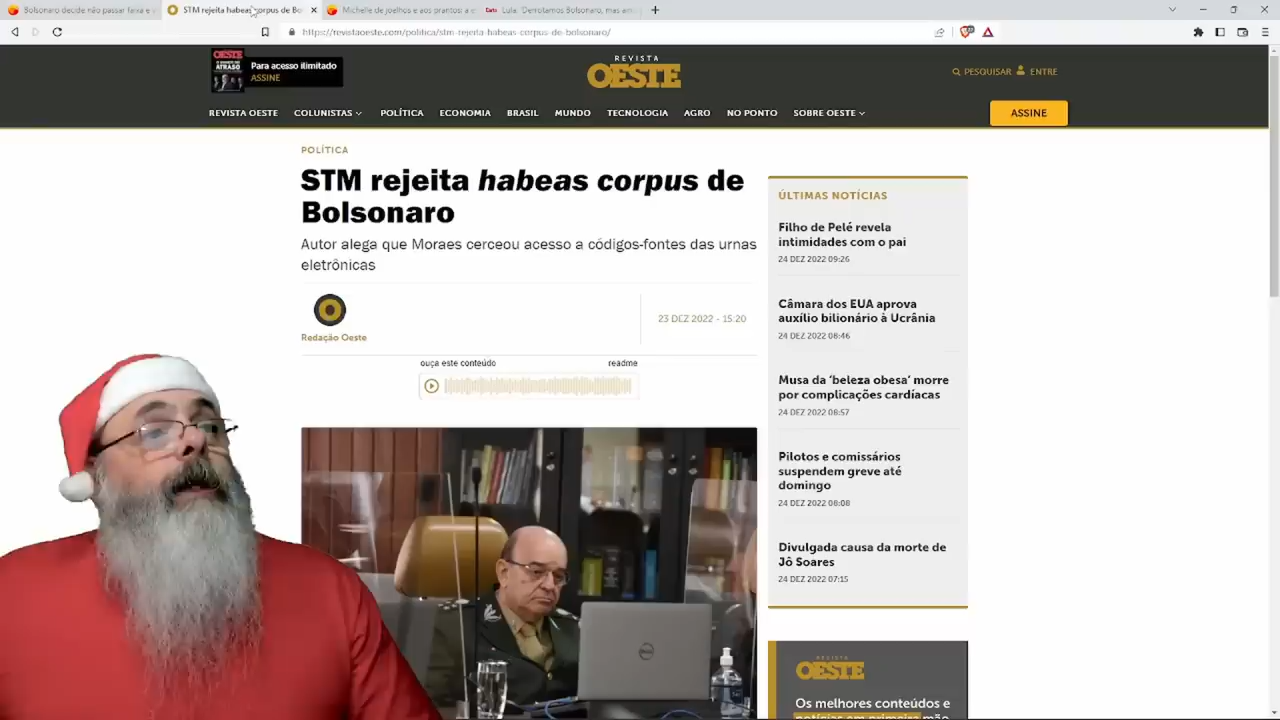 Bolsonaro decide não passar faixa e
STM rejeita habeas corpus de Bo
Michelle de joelhos e aos prantos: a
Lula: 'Derrotamos Bolsonaro, mas
https://revistaoeste.com/politica/stm-rejeita-habeas-corpus-de-bolsonaro/
OESTE
ATRASO
Para acesso ilimitado
ASSINE
REVISTA
OESTE
PESQUISAR ENTRE
REVISTA OESTE COLUNISTAS POLÍTICA ECONOMIA BRASIL MUNDO TECNOLOGIA AGRO NO PONTO SOBRE OESTE ASSINE
POLÍTICA
STM rejeita habeas corpus de
Bolsonaro
Autor alega que Moraes cerceou acesso a códigos-fontes das urnas
eletrônicas
Redação Oeste
23 DEZ 2022 - 15:20
ouça este conteúdo readme
ÚLTIMAS NOTÍCIAS
Filho de Pelé revela
intimidades com o pai
24 DEZ 2022 09:26
Câmara dos EUA aprova
auxílio bilionário à Ucrânia
24 DEZ 2022 08:46
Musa da 'beleza obesa' morre
por complicações cardíacas
24 DEZ 2022 08:57
Pilotos e comissários
suspendem greve até
domingo
24 DEZ 2022 08:08
Divulgada causa da morte de
Jô Soares
24 DEZ 2022 07:15
REVISTA
OESTE
Os melhores conteúdos e
notícias em primeira mão
DELL